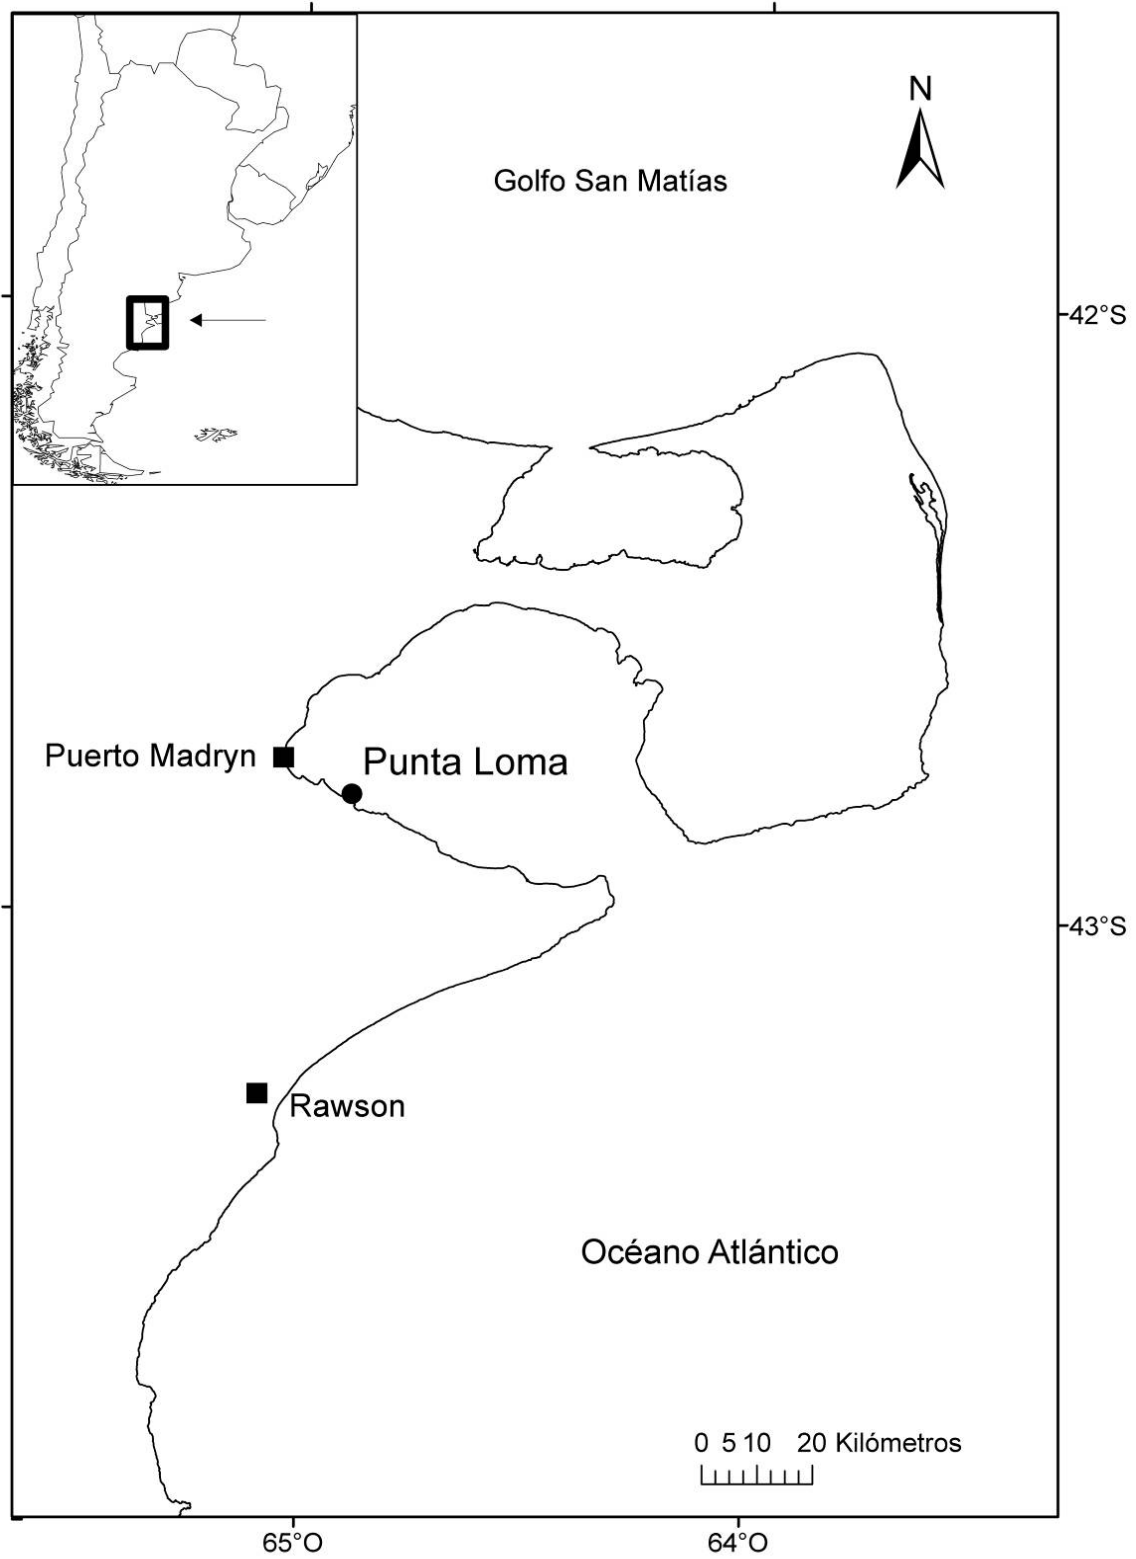 N
Golfo San Matías
42°S
Puerto Madryn
Punta Loma
43°S
Rawson
Océano Atlántico
0 5 10 20 Kilómetros
65°O
64°O